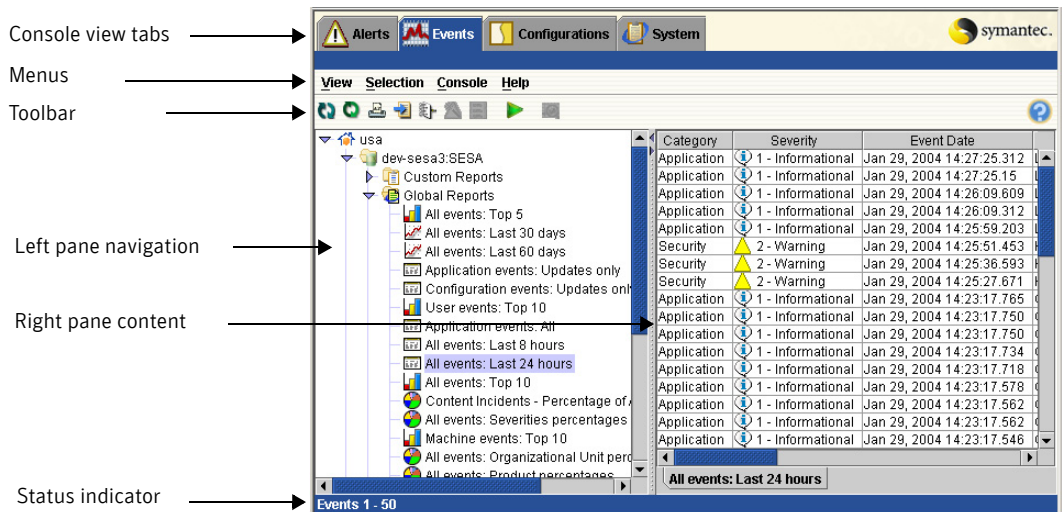 Console view tabs
Alerts Events Configurations System
symantec.
Menus
View Selection Console Help
Toolbar
Left pane navigation
usa
dev-sesa3:SESA
Custom Reports
Global Reports
All events: Top 5
All events: Last 30 days
All events: Last 60 days
Application events: Updates only
Configuration events: Updates onl
User events: Top 10
Application events: All
All events: Last 8 hours
All events: Last 24 hours
All events: Top 10
Content Incidents - Percentage of
All events: Severities percentages
Machine events: Top 10
All events: Organizational Unit perc
All events: Product percentages
Right pane content
Category Severity Event Date
Application 1 - Informational Jan 29, 2004 14:27:25.312
Application 1 - Informational Jan 29, 2004 14:27:25.15
Application 1 - Informational Jan 29, 2004 14:26:09.609
Application 1 - Informational Jan 29, 2004 14:26:09.312
Application 1 - Informational Jan 29, 2004 14:25:59.203
Security 2 - Warning Jan 29, 2004 14:25:51.453
Security 2 - Warning Jan 29, 2004 14:25:36.593
Security 2 - Warning Jan 29, 2004 14:25:27.671
Application 1 - Informational Jan 29, 2004 14:23:17.765
Application 1 - Informational Jan 29, 2004 14:23:17.750
Application 1 - Informational Jan 29, 2004 14:23:17.750
Application 1 - Informational Jan 29, 2004 14:23:17.734
Application 1 - Informational Jan 29, 2004 14:23:17.718
Application 1 - Informational Jan 29, 2004 14:23:17.578
Application 1 - Informational Jan 29, 2004 14:23:17.562
Application 1 - Informational Jan 29, 2004 14:23:17.562
Application 1 - Informational Jan 29, 2004 14:23:17.546
All events: Last 24 hours
Status indicator
Events 1 - 50